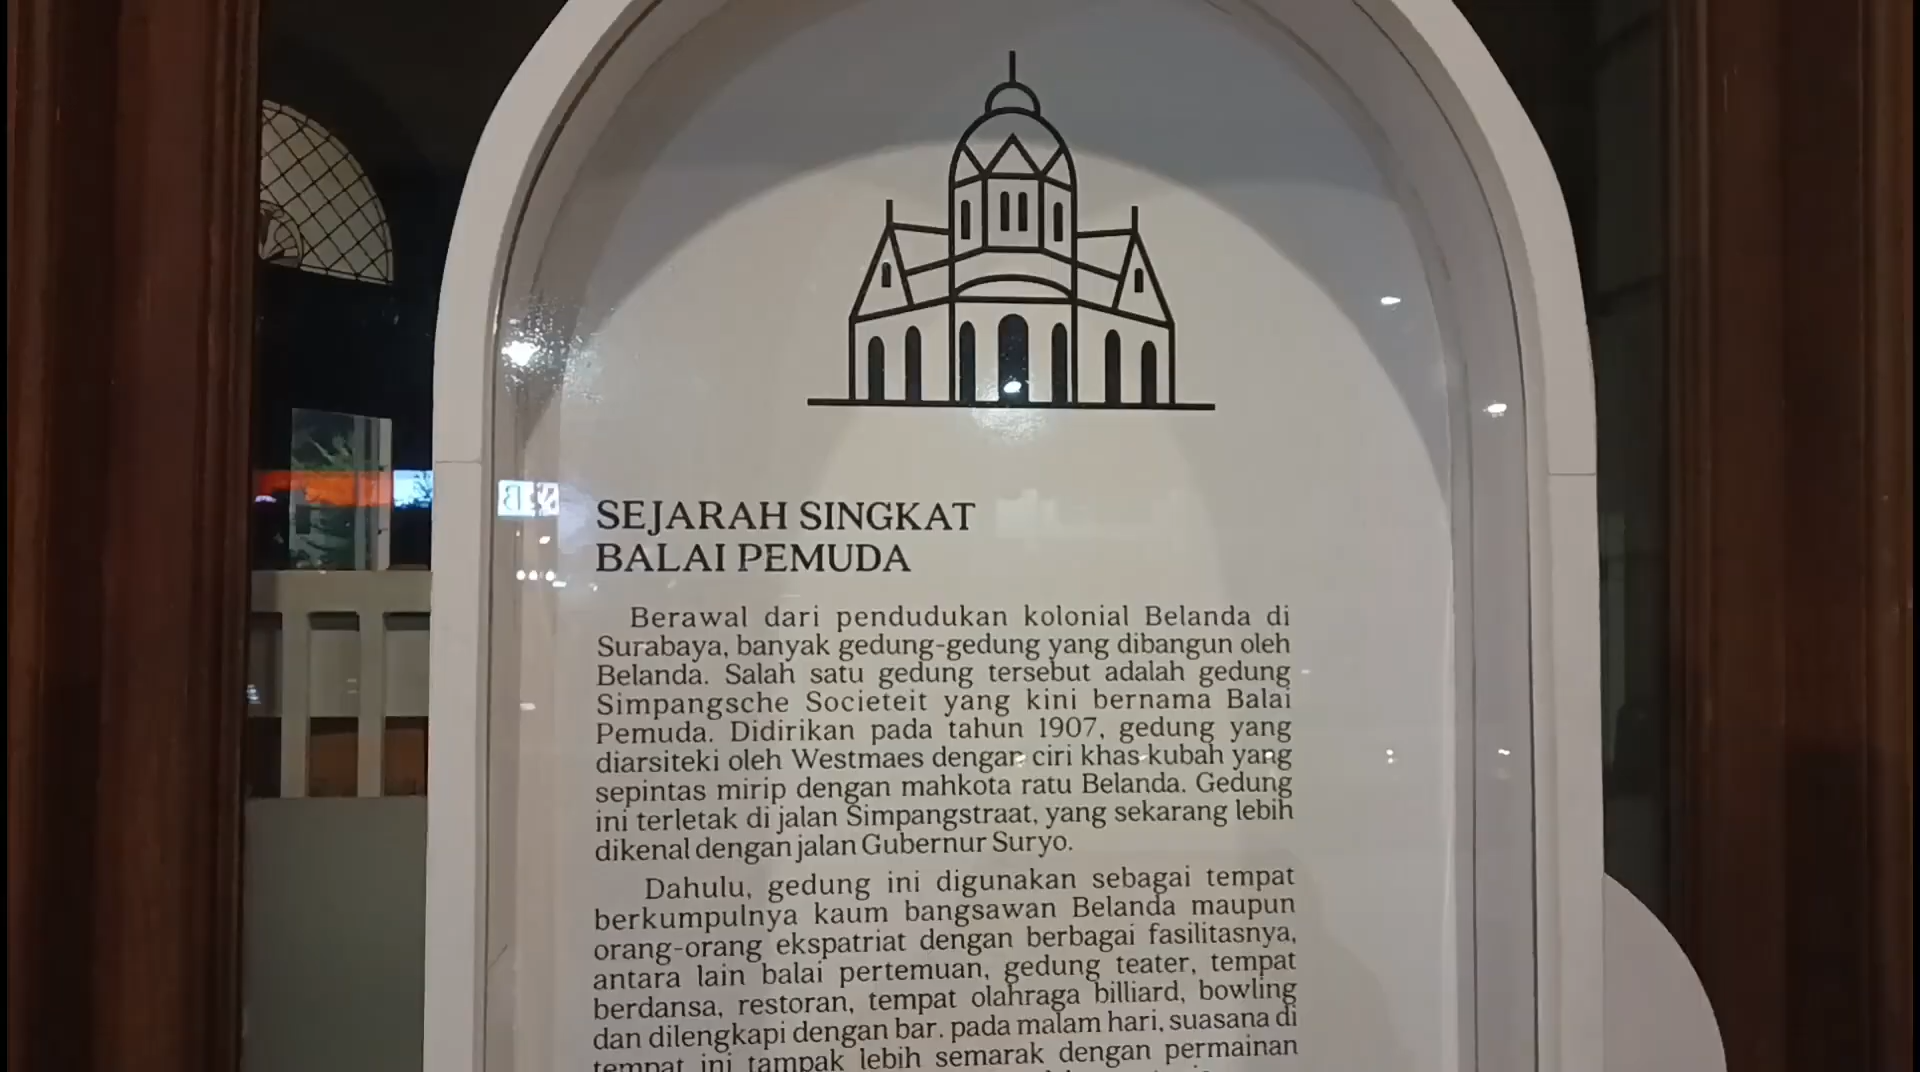 SEJARAH SINGKAT
BALAI PEMUDA
Berawal dari pendudukan kolonial Belanda di
Surabaya, banyak gedung-gedung yang dibangun oleh
Belanda. Salah satu gedung tersebut adalah gedung
Simpangsche Societeit yang kini bernama Balai
Pemuda. Didirikan pada tahun 1907, gedung yang
diarsiteki oleh Westmaes dengan ciri khas kubah yang
sepintas mirip dengan mahkota ratu Belanda. Gedung
ini terletak di jalan Simpangstraat, yang sekarang lebih
dikenal dengan jalan Gubernur Suryo.
Dahulu, gedung ini digunakan sebagai tempat
berkumpulnya kaum bangsawan Belanda maupun
orang-orang ekspatriat dengan berbagai fasilitasnya,
antara lain balai pertemuan, gedung teater, tempat
berdansa, restoran, tempat olahraga billiard, bowling
dan dilengkapi dengan bar. pada malam hari, suasana di
tempat ini tampak lebih semarak dengan permainan